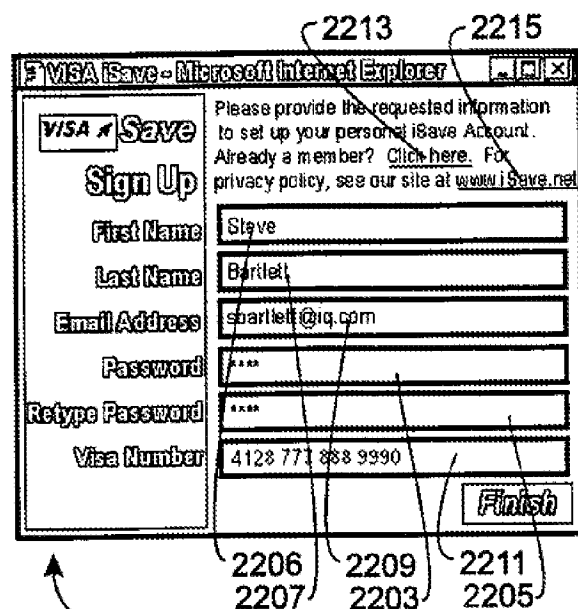 2213 2215
VISA iSave - Microsoft Internet Explorer
VISA Save
Sign Up
Please provide the requested information
to set up your personal iSave Account.
Already a member? Click here. For
privacy policy, see our site at www.iSave.net
First Name Steve
Last Name Bartlett
Email Address sbartlett@iq.com
Password ****
Retype Password ****
Visa Number 4128 773 888 9990
Finish
2206 2209 2211
2207 2203 2205